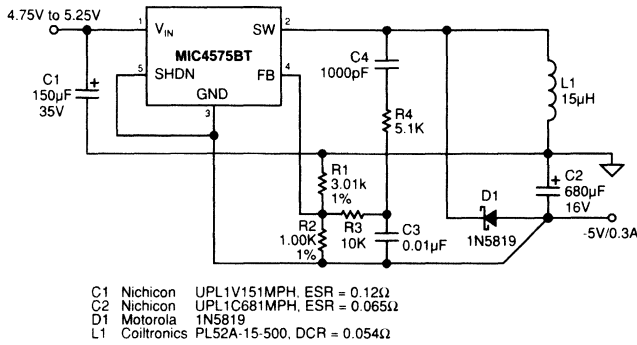 4.75V to 5.25V
1
VIN
SW
2
MIC4575BT
5
SHDN
FB
4
GND
3
C1
150µF
35V
C4
1000pF
R4
5.1K
L1
15µH
R1
3.01k
1%
R2
1.00K
1%
R3
10K
C3
0.01µF
D1
1N5819
C2
680µF
16V
-5V/0.3A
C1 Nichicon UPL1V151MPH, ESR = 0.12Ω
C2 Nichicon UPL1C681MPH, ESR = 0.065Ω
D1 Motorola 1N5819
L1 Coiltronics PL52A-15-500, DCR = 0.054Ω